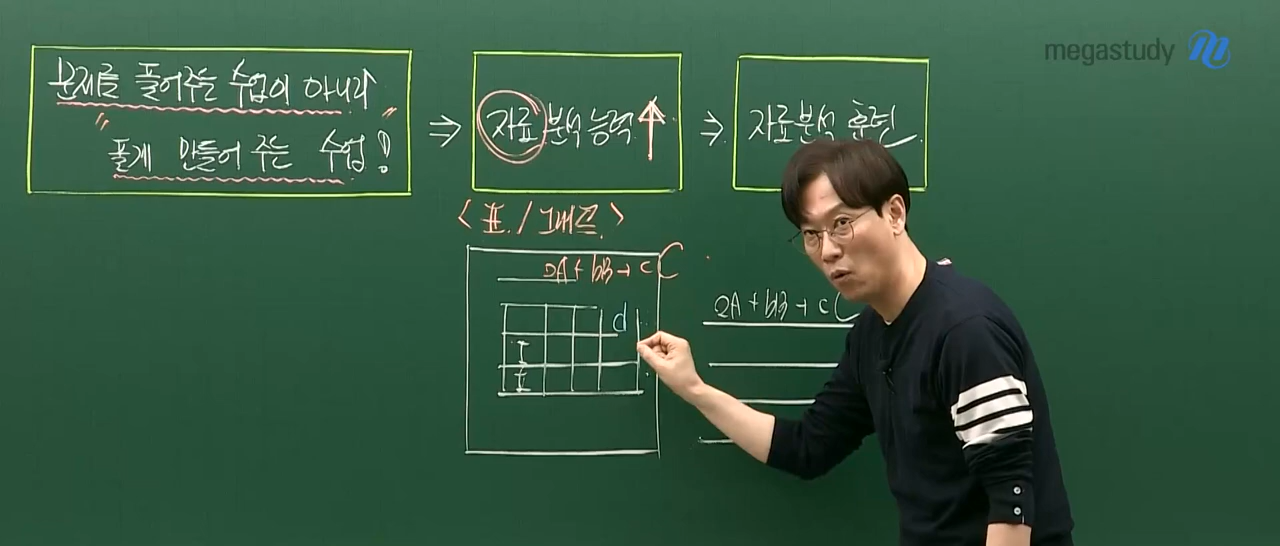 megastudy
문제를 풀어주는 수업이 아니라
"풀게 만들어 주는 수업!"
⇒ 자료 분석 능력 ↑
⇒ 자료분석 훈련
<표 / 그래프>
aA + bB → cC
d
I
II
aA + bB → cC